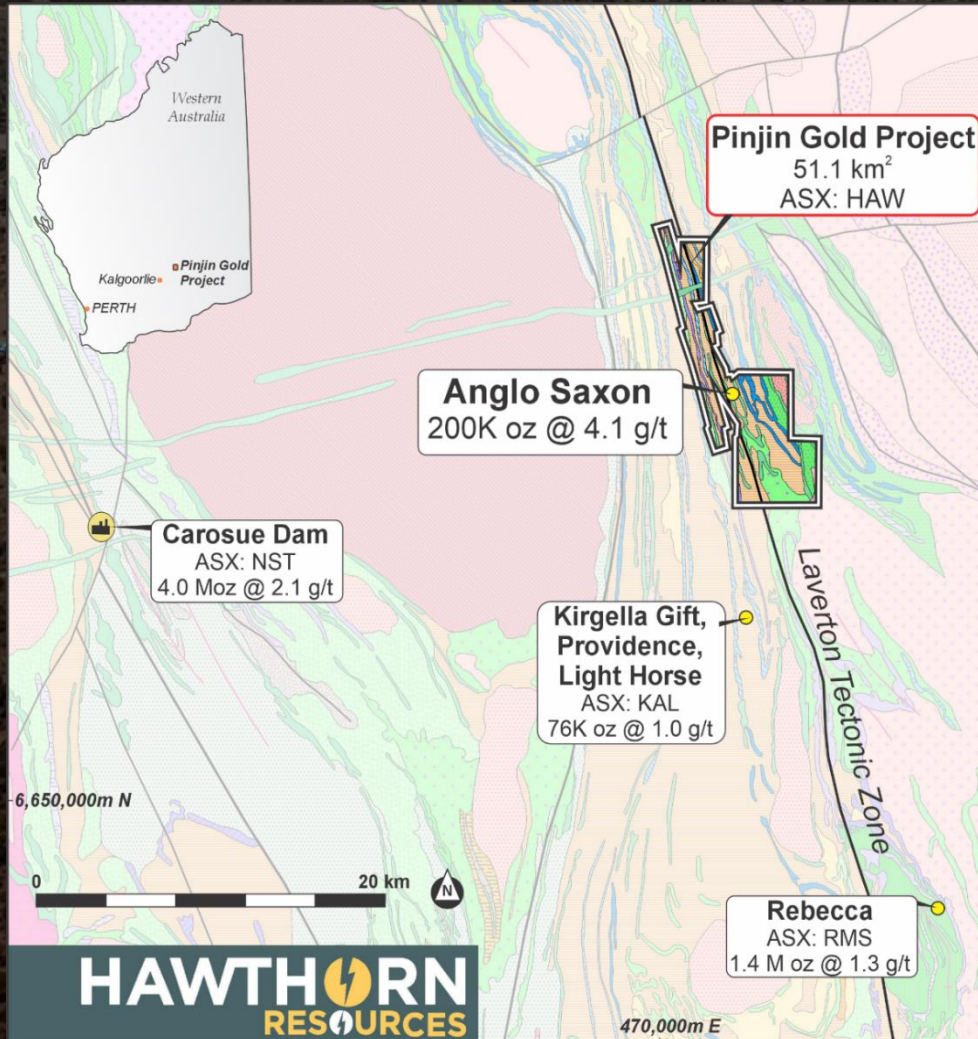 Western
Australia
Pinjin Gold
Project
Kalgoorlie
PERTH
Pinjin Gold Project
51.1 km²
ASX: HAW
Anglo Saxon
200K oz @ 4.1 g/t
Carosue Dam
ASX: NST
4.0 Moz @ 2.1 g/t
Kirgella Gift,
Providence,
Light Horse
ASX: KAL
76K oz @ 1.0 g/t
Laverton Tectonic Zone
6,650,000m N
0 20 km
N
Rebecca
ASX: RMS
1.4 M oz @ 1.3 g/t
HAWTHORN
RESOURCES
470,000m E